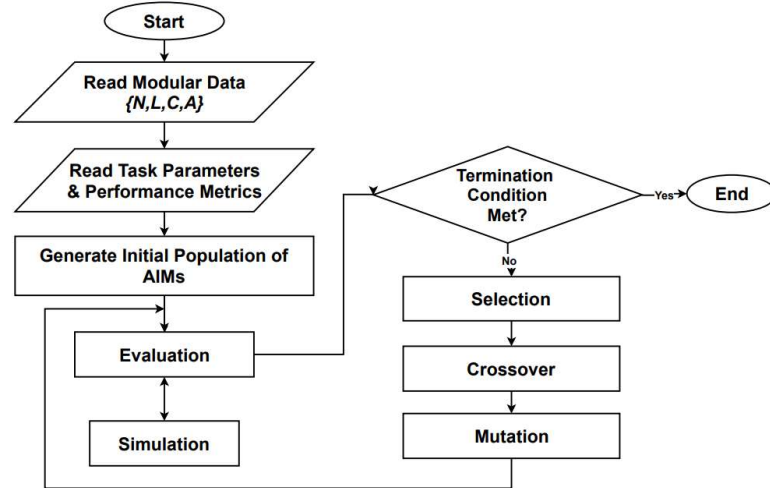 Start
Read Modular Data
{N,L,C,A}
Read Task Parameters
& Performance Metrics
Generate Initial Population of
AIMs
Evaluation
Simulation
Termination
Condition
Met?
Yes
End
No
Selection
Crossover
Mutation